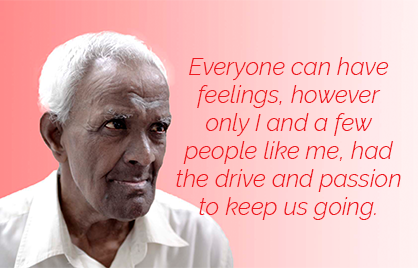 Everyone can have
feelings, however
only I and a few
people like me, had
the drive and passion
to keep us going.